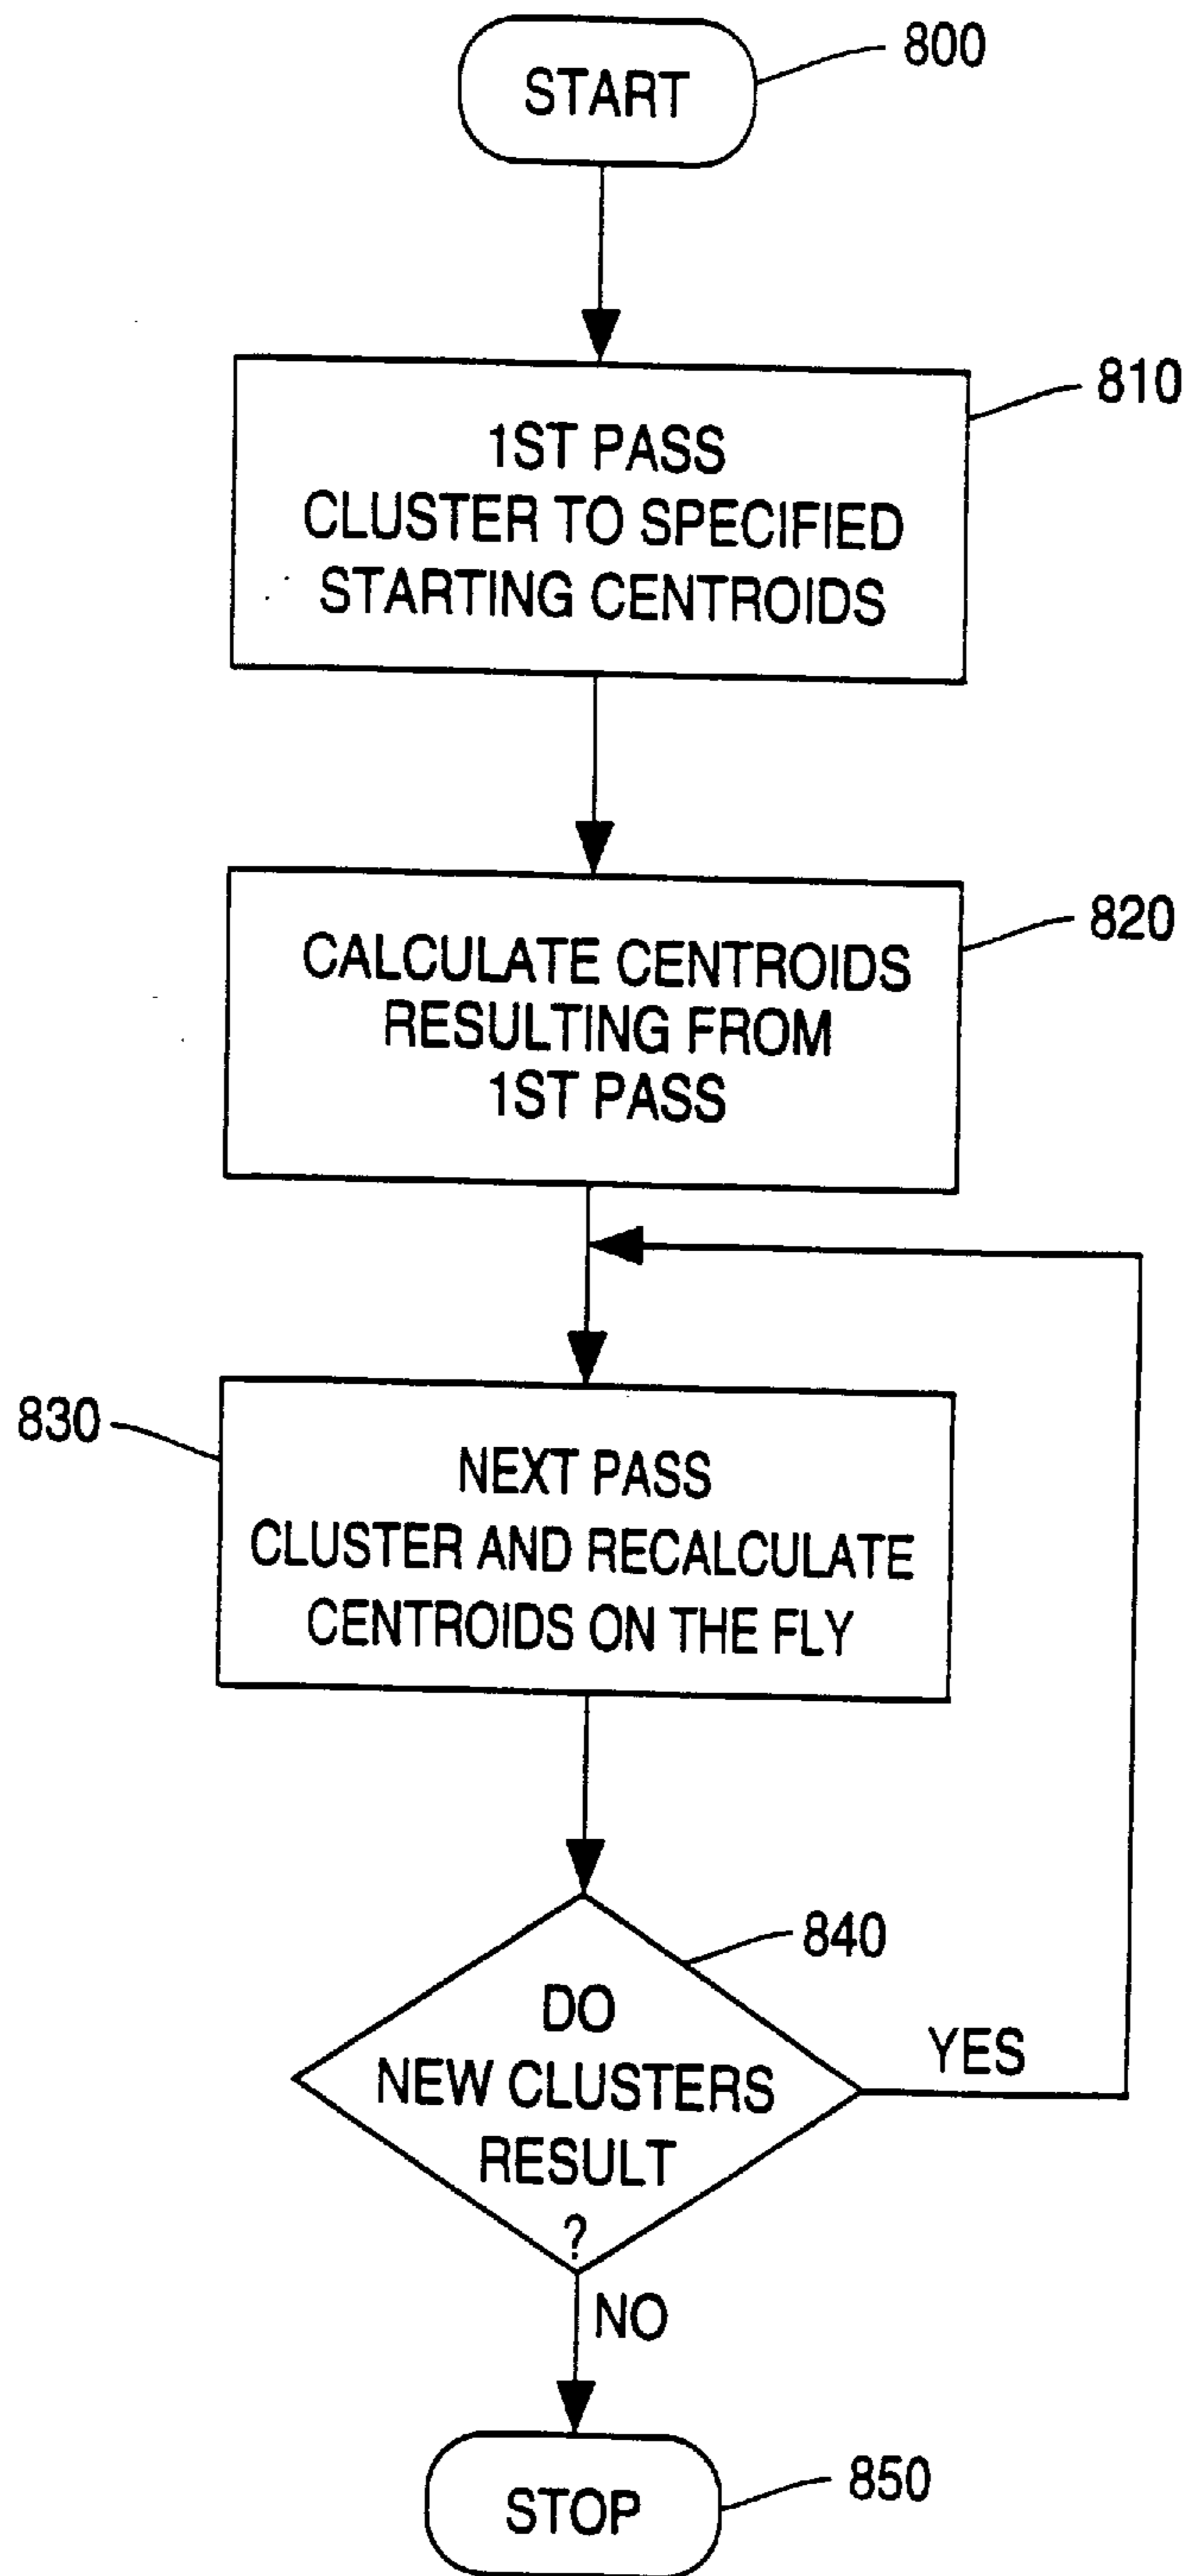 START
800
1ST PASS
CLUSTER TO SPECIFIED
STARTING CENTROIDS
810
CALCULATE CENTROIDS
RESULTING FROM
1ST PASS
820
830
NEXT PASS
CLUSTER AND RECALCULATE
CENTROIDS ON THE FLY
840
DO
NEW CLUSTERS
RESULT
?
YES
NO
STOP
850